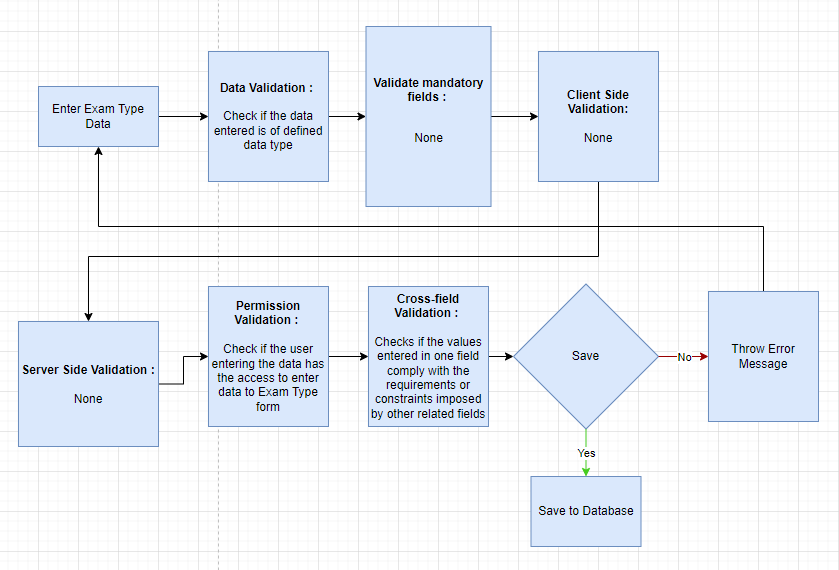 Enter Exam Type
Data
Data Validation :
Check if the data
entered is of defined
data type
Validate mandatory
fields :
None
Client Side
Validation:
None
Server Side Validation :
None
Permission
Validation :
Check if the user
entering the data has
the access to enter
data to Exam Type
form
Cross-field
Validation :
Checks if the values
entered in one field
comply with the
requirements or
constraints imposed
by other related fields
Save
No
Throw Error
Message
Yes
Save to Database